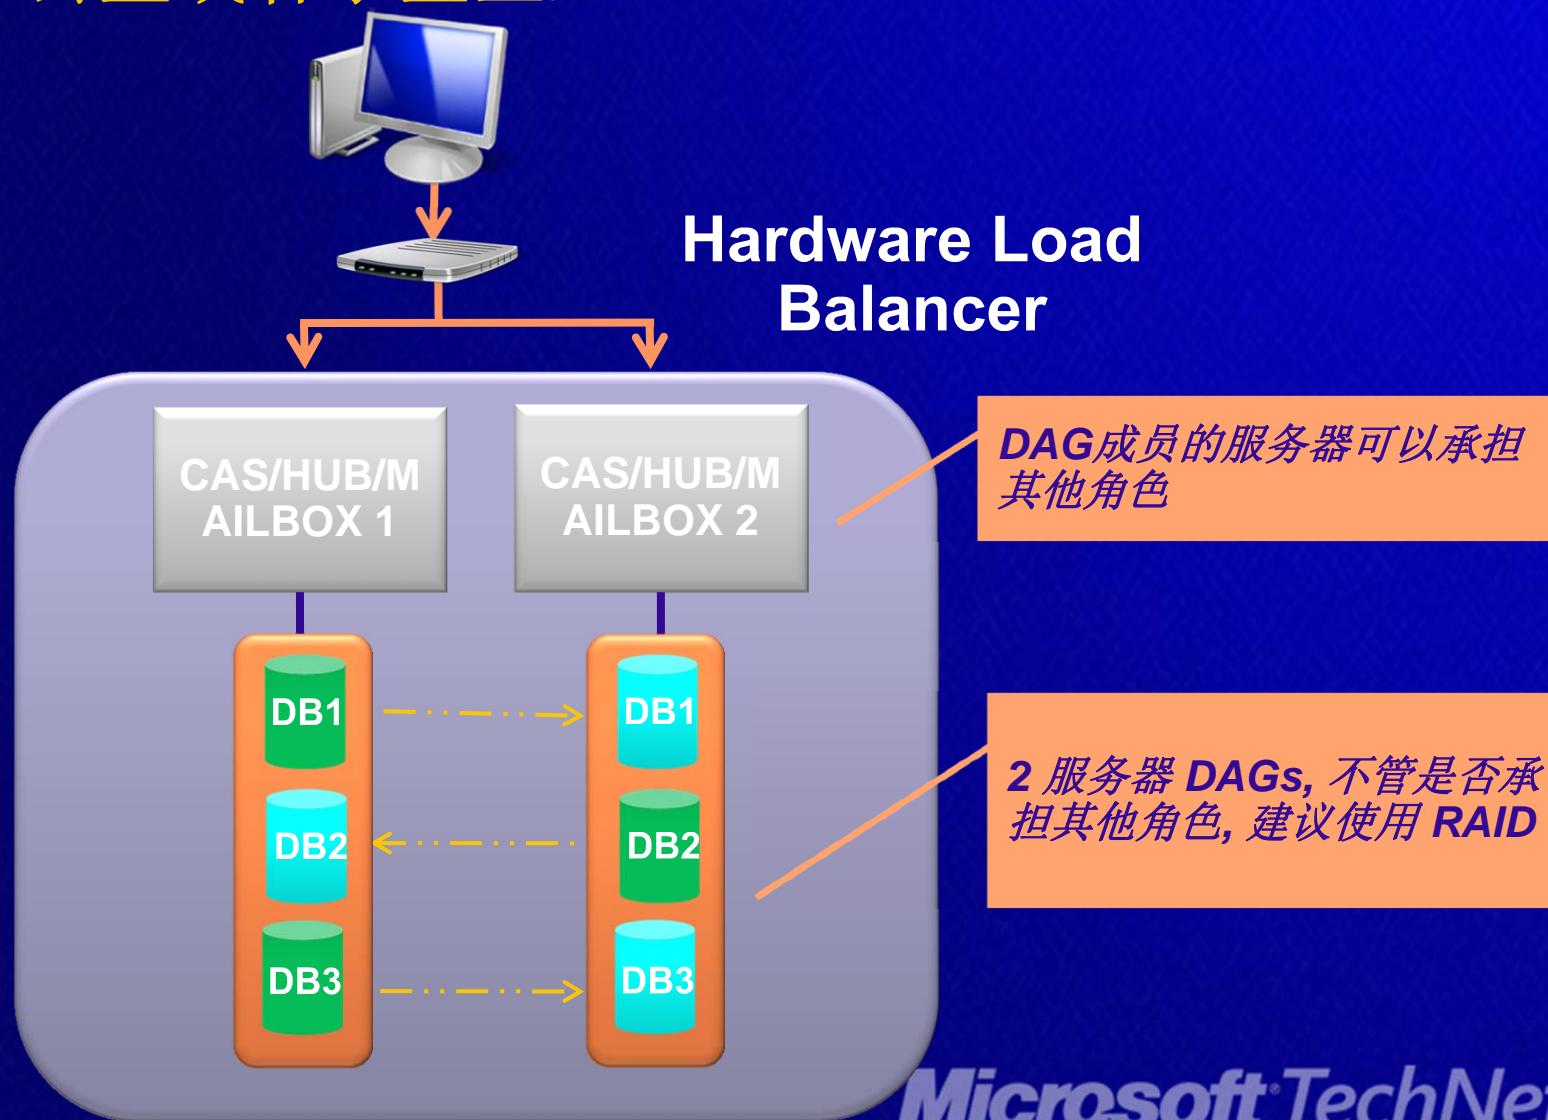 Hardware Load
Balancer
CAS/HUB/M
AILBOX 1
CAS/HUB/M
AILBOX 2
DAG成员的服务器可以承担
其他角色
DB1
DB1
DB2
DB2
DB3
DB3
2 服务器 DAGs, 不管是否承
担其他角色, 建议使用 RAID
Microsoft TechNe